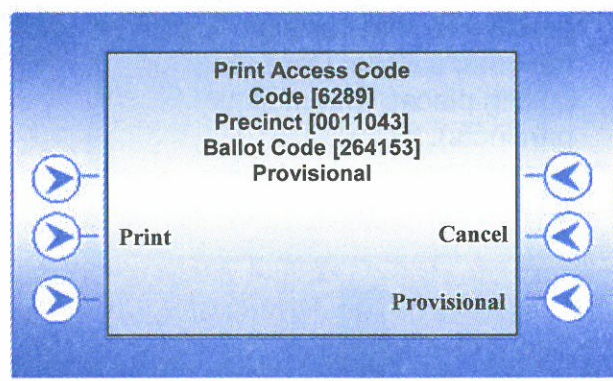 Print Access Code
Code [6289]
Precinct [0011043]
Ballot Code [264153]
Provisional
Print Cancel
Provisional